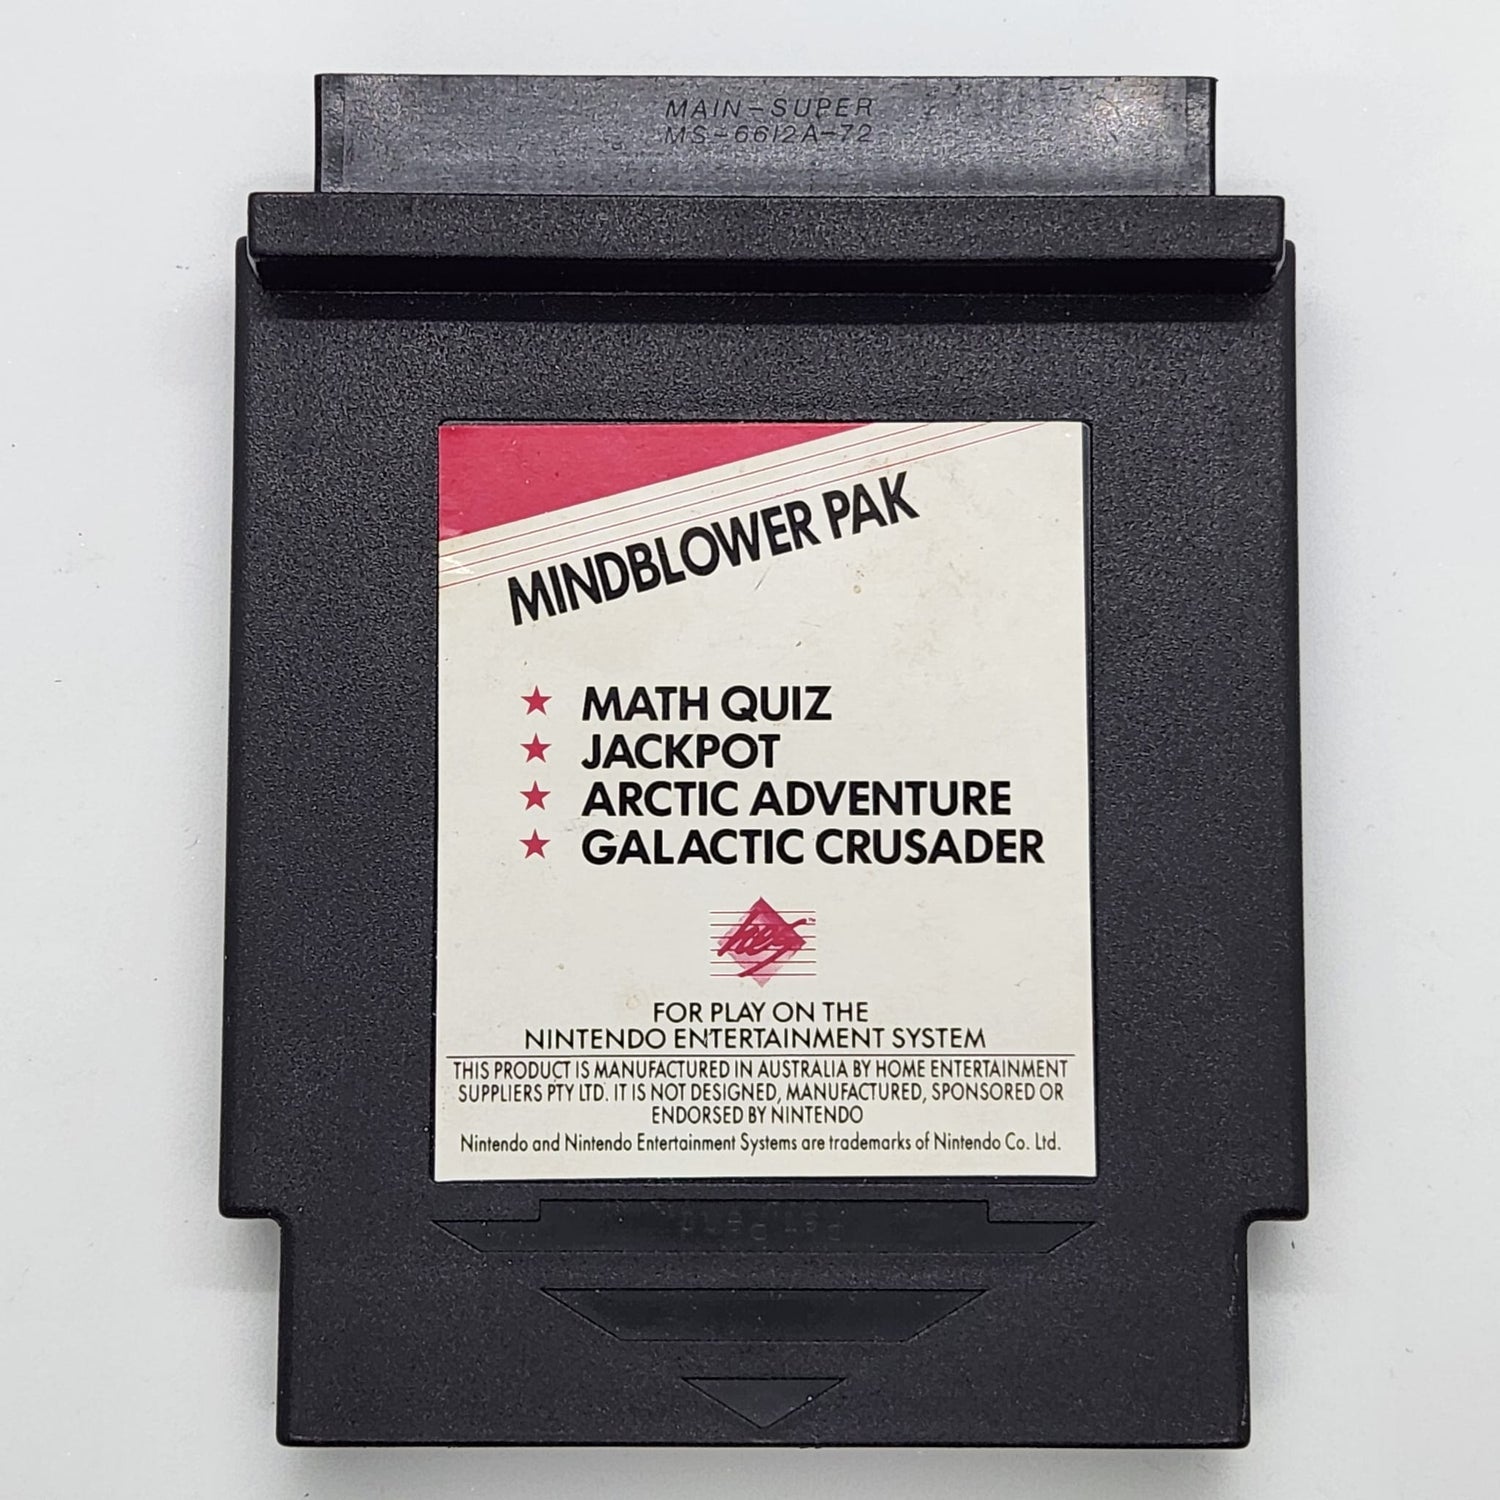 MAIN-SUPER
MS-6612A-72
MINDBLOWER PAK
★ MATH QUIZ
★ JACKPOT
★ ARCTIC ADVENTURE
★ GALACTIC CRUSADER
hes™
FOR PLAY ON THE
NINTENDO ENTERTAINMENT SYSTEM
THIS PRODUCT IS MANUFACTURED IN AUSTRALIA BY HOME ENTERTAINMENT
SUPPLIERS PTY LTD. IT IS NOT DESIGNED, MANUFACTURED, SPONSORED OR
ENDORSED BY NINTENDO
Nintendo and Nintendo Entertainment Systems are trademarks of Nintendo Co. Ltd.